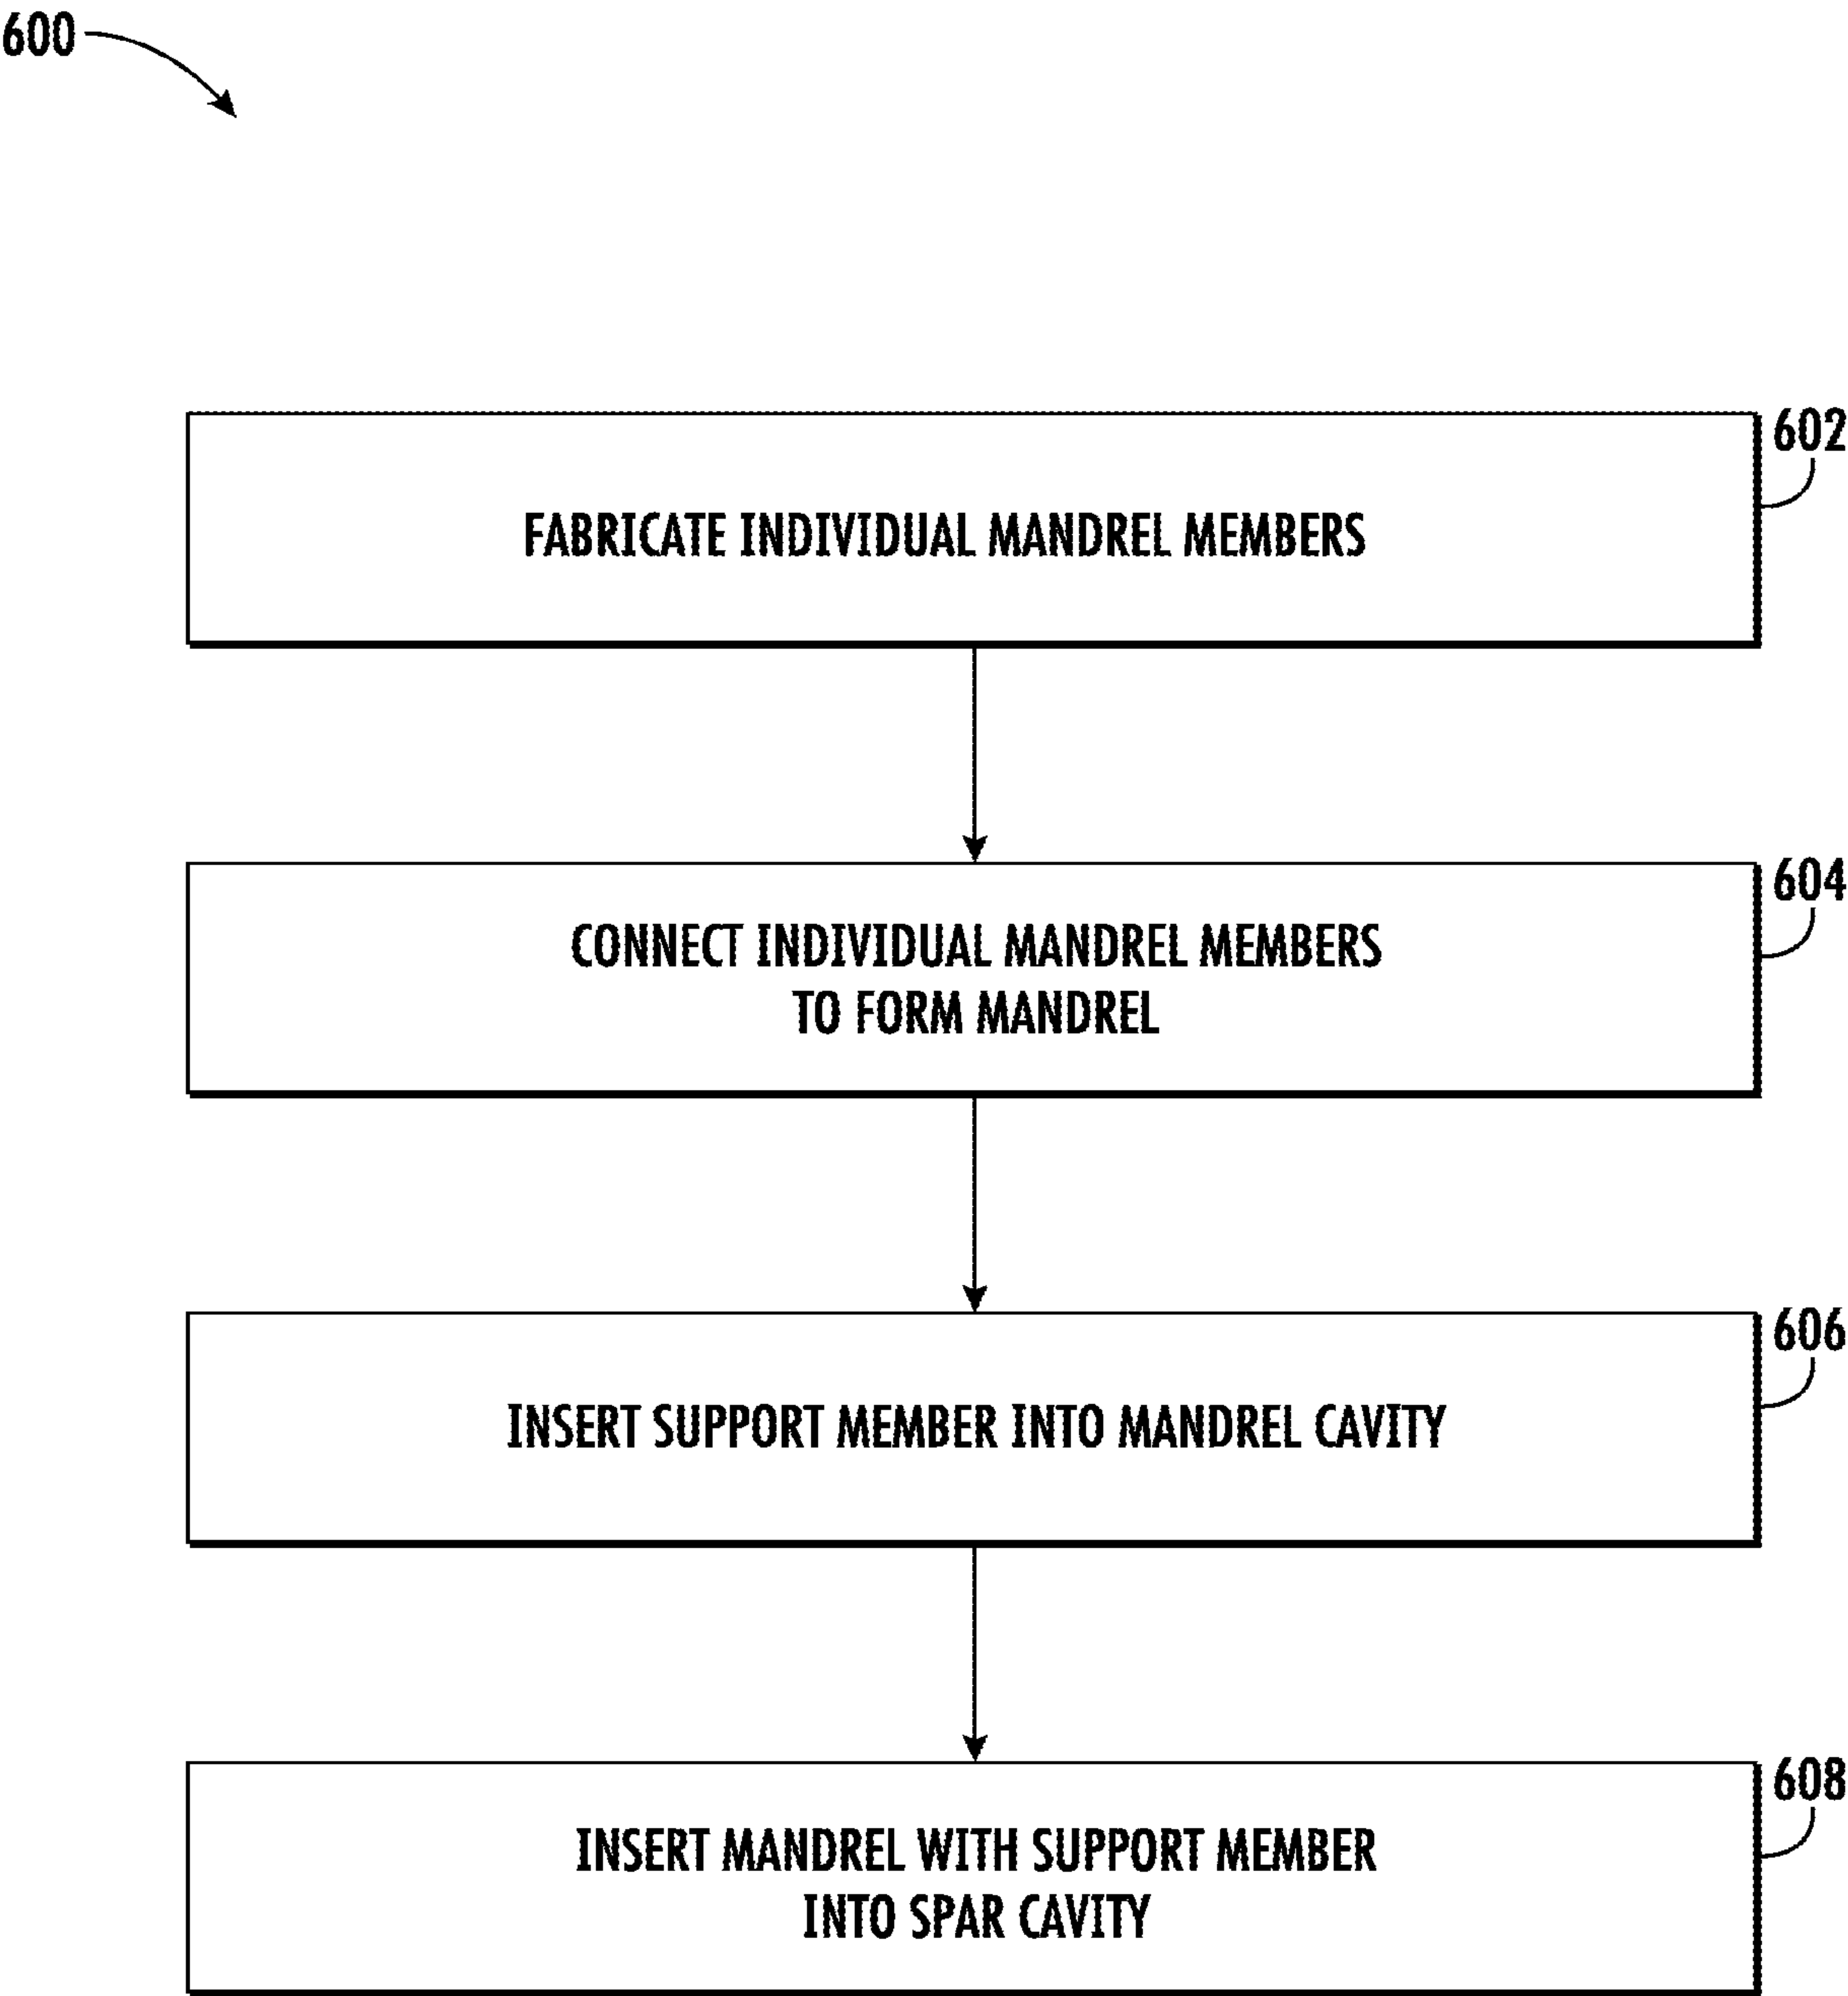 600
602
FABRICATE INDIVIDUAL MANDREL MEMBERS
604
CONNECT INDIVIDUAL MANDREL MEMBERS
TO FORM MANDREL
606
INSERT SUPPORT MEMBER INTO MANDREL CAVITY
608
INSERT MANDREL WITH SUPPORT MEMBER
INTO SPAR CAVITY